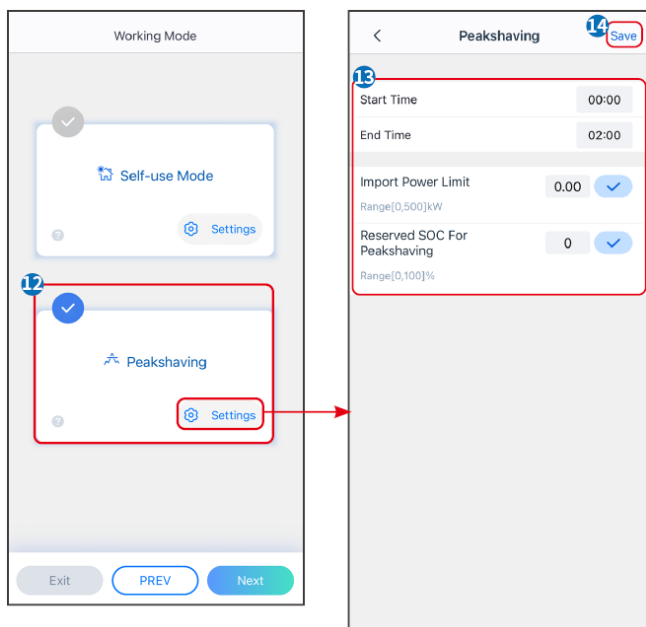 Working Mode
Self-use Mode
?
Settings
12
Peakshaving
?
Settings
Exit
PREV
Next
Peakshaving
14
Save
13
Start Time
00:00
End Time
02:00
Import Power Limit
0.00
Range[0,500]kW
Reserved SOC For
Peakshaving
0
Range[0,100]%